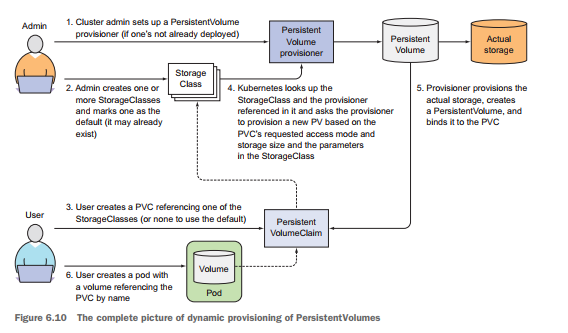 Admin
1. Cluster admin sets up a PersistentVolume
provisioner (if one's not already deployed)
Persistent
Volume
provisioner
Persistent
Volume
Actual
storage
2. Admin creates one or
more StorageClasses
and marks one as the
default (it may already
exist)
Storage
Class
4. Kubernetes looks up the
StorageClass and the provisioner
referenced in it and asks the provisioner
to provision a new PV based on the
PVC's requested access mode and
storage size and the parameters
in the StorageClass
5. Provisioner provisions the
actual storage, creates
a PersistentVolume, and
binds it to the PVC
User
3. User creates a PVC referencing one of the
StorageClasses (or none to use the default)
Persistent
VolumeClaim
6. User creates a pod with
a volume referencing the
PVC by name
Volume
Pod
Figure 6.10 The complete picture of dynamic provisioning of PersistentVolumes